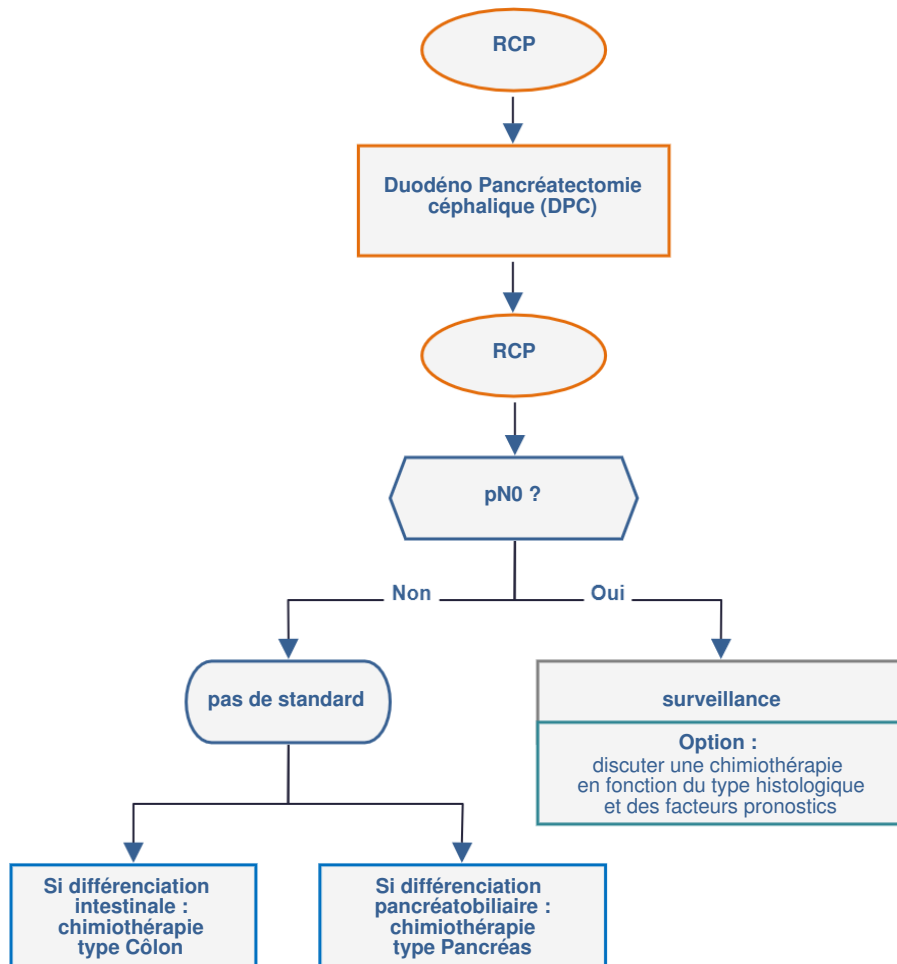 RCP
Duodéno Pancréatectomie
céphalique (DPC)
RCP
pN0 ?
Non
Oui
pas de standard
surveillance
Option :
discuter une chimiothérapie
en fonction du type histologique
et des facteurs pronostics
Si différenciation
intestinale :
chimiothérapie
type Côlon
Si différenciation
pancréatobiliaire :
chimiothérapie
type Pancréas